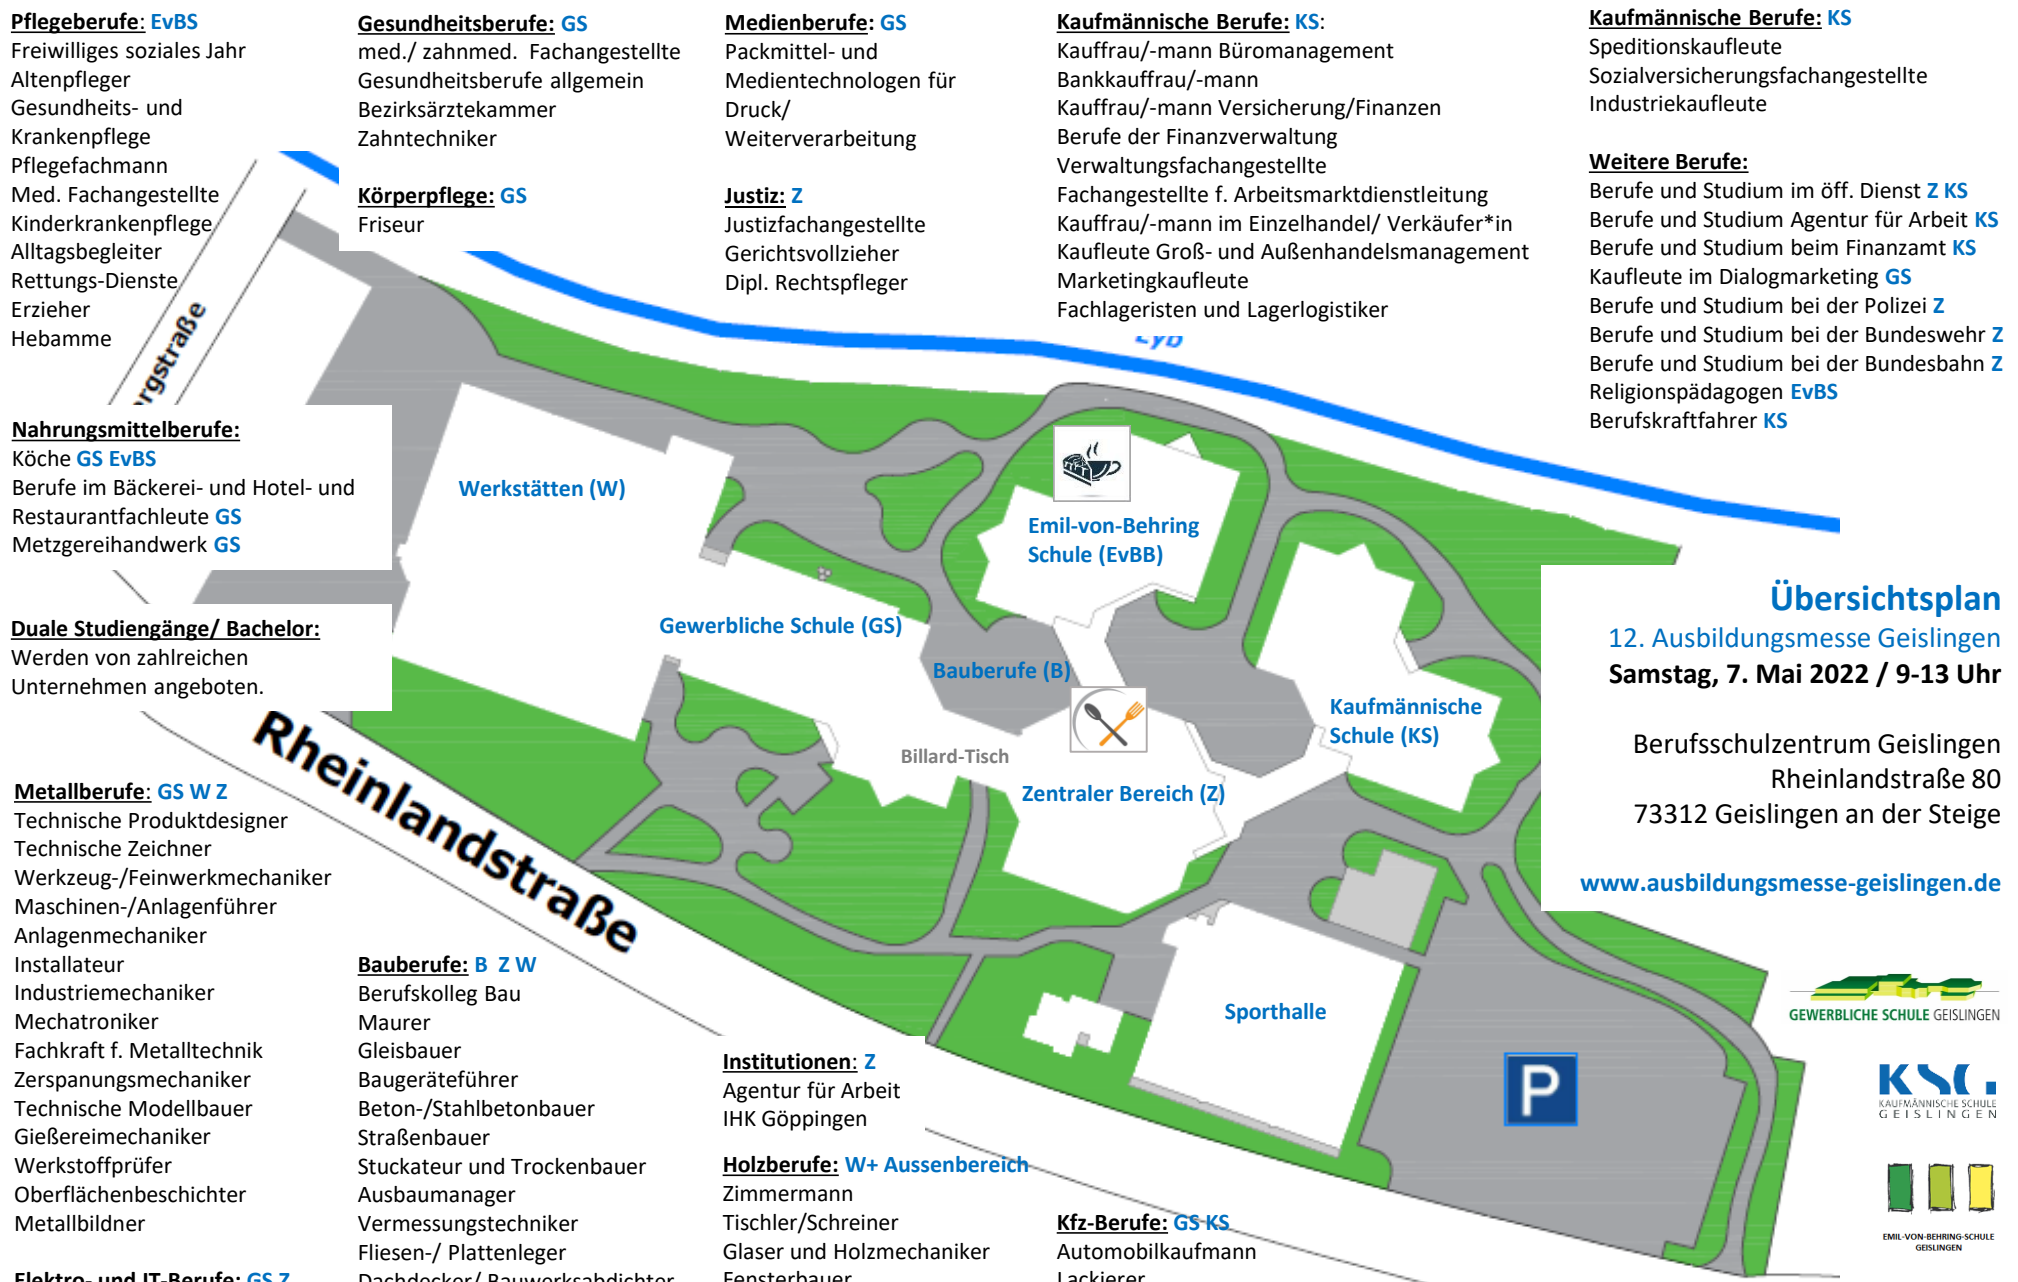 Pflegeberufe: EvBS
Freiwilliges soziales Jahr
Altenpfleger
Gesundheits- und
Krankenpflege
Pflegefachmann
Med. Fachangestellte
Kinderkrankenpflege
Alltagsbegleiter
Rettungs-Dienste
Erzieher
Hebamme
Gesundheitsberufe: GS
med./ zahnmed. Fachangestellte
Gesundheitsberufe allgemein
Bezirksärztekammer
Zahntechniker
Körperpflege: GS
Friseur
Medienberufe: GS
Packmittel- und
Medientechnologen für
Druck/
Weiterverarbeitung
Justiz: Z
Justizfachangestellte
Gerichtsvollzieher
Dipl. Rechtspfleger
Kaufmännische Berufe: KS:
Kauffrau/-mann Büromanagement
Bankkauffrau/-mann
Kauffrau/-mann Versicherung/Finanzen
Berufe der Finanzverwaltung
Verwaltungsfachangestellte
Fachangestellte f. Arbeitsmarktdienstleitung
Kauffrau/-mann im Einzelhandel/ Verkäufer*in
Kaufleute Groß- und Außenhandelsmanagement
Marketingkaufleute
Fachlageristen und Lagerlogistiker
Kaufmännische Berufe: KS
Speditionskaufleute
Sozialversicherungsfachangestellte
Industriekaufleute
Weitere Berufe:
Berufe und Studium im öff. Dienst Z KS
Berufe und Studium Agentur für Arbeit KS
Berufe und Studium beim Finanzamt KS
Kaufleute im Dialogmarketing GS
Berufe und Studium bei der Polizei Z
Berufe und Studium bei der Bundeswehr Z
Berufe und Studium bei der Bundesbahn Z
Religionspädagogen EvBS
Berufskraftfahrer KS
Eyb
rgstraße
Nahrungsmittelberufe:
Köche GS EvBS
Berufe im Bäckerei- und Hotel- und
Restaurantfachleute GS
Metzgereihandwerk GS
Duale Studiengänge/ Bachelor:
Werden von zahlreichen
Unternehmen angeboten.
Werkstätten (W)
Emil-von-Behring
Schule (EvBB)
Gewerbliche Schule (GS)
Bauberufe (B)
Kaufmännische
Schule (KS)
Billard-Tisch
Zentraler Bereich (Z)
Sporthalle
P
Rheinlandstraße
Übersichtsplan
12. Ausbildungsmesse Geislingen
Samstag, 7. Mai 2022 / 9-13 Uhr
Berufsschulzentrum Geislingen
Rheinlandstraße 80
73312 Geislingen an der Steige
www.ausbildungsmesse-geislingen.de
Metallberufe: GS W Z
Technische Produktdesigner
Technische Zeichner
Werkzeug-/Feinwerkmechaniker
Maschinen-/Anlagenführer
Anlagenmechaniker
Installateur
Industriemechaniker
Mechatroniker
Fachkraft f. Metalltechnik
Zerspanungsmechaniker
Technische Modellbauer
Gießereimechaniker
Werkstoffprüfer
Oberflächenbeschichter
Metallbildner
Elektro- und IT-Berufe: GS Z
Bauberufe: B Z W
Berufskolleg Bau
Maurer
Gleisbauer
Baugeräteführer
Beton-/Stahlbetonbauer
Straßenbauer
Stuckateur und Trockenbauer
Ausbaumanager
Vermessungstechniker
Fliesen-/ Plattenleger
Dachdecker/ Bauwerksabdichter
Institutionen: Z
Agentur für Arbeit
IHK Göppingen
Holzberufe: W+ Aussenbereich
Zimmermann
Tischler/Schreiner
Glaser und Holzmechaniker
Fensterbauer
Kfz-Berufe: GS KS
Automobilkaufmann
Lackierer
GEWERBLICHE SCHULE GEISLINGEN
KSG
KAUFMÄNNISCHE SCHULE
GEISLINGEN
EMIL-VON-BEHRING-SCHULE
GEISLINGEN